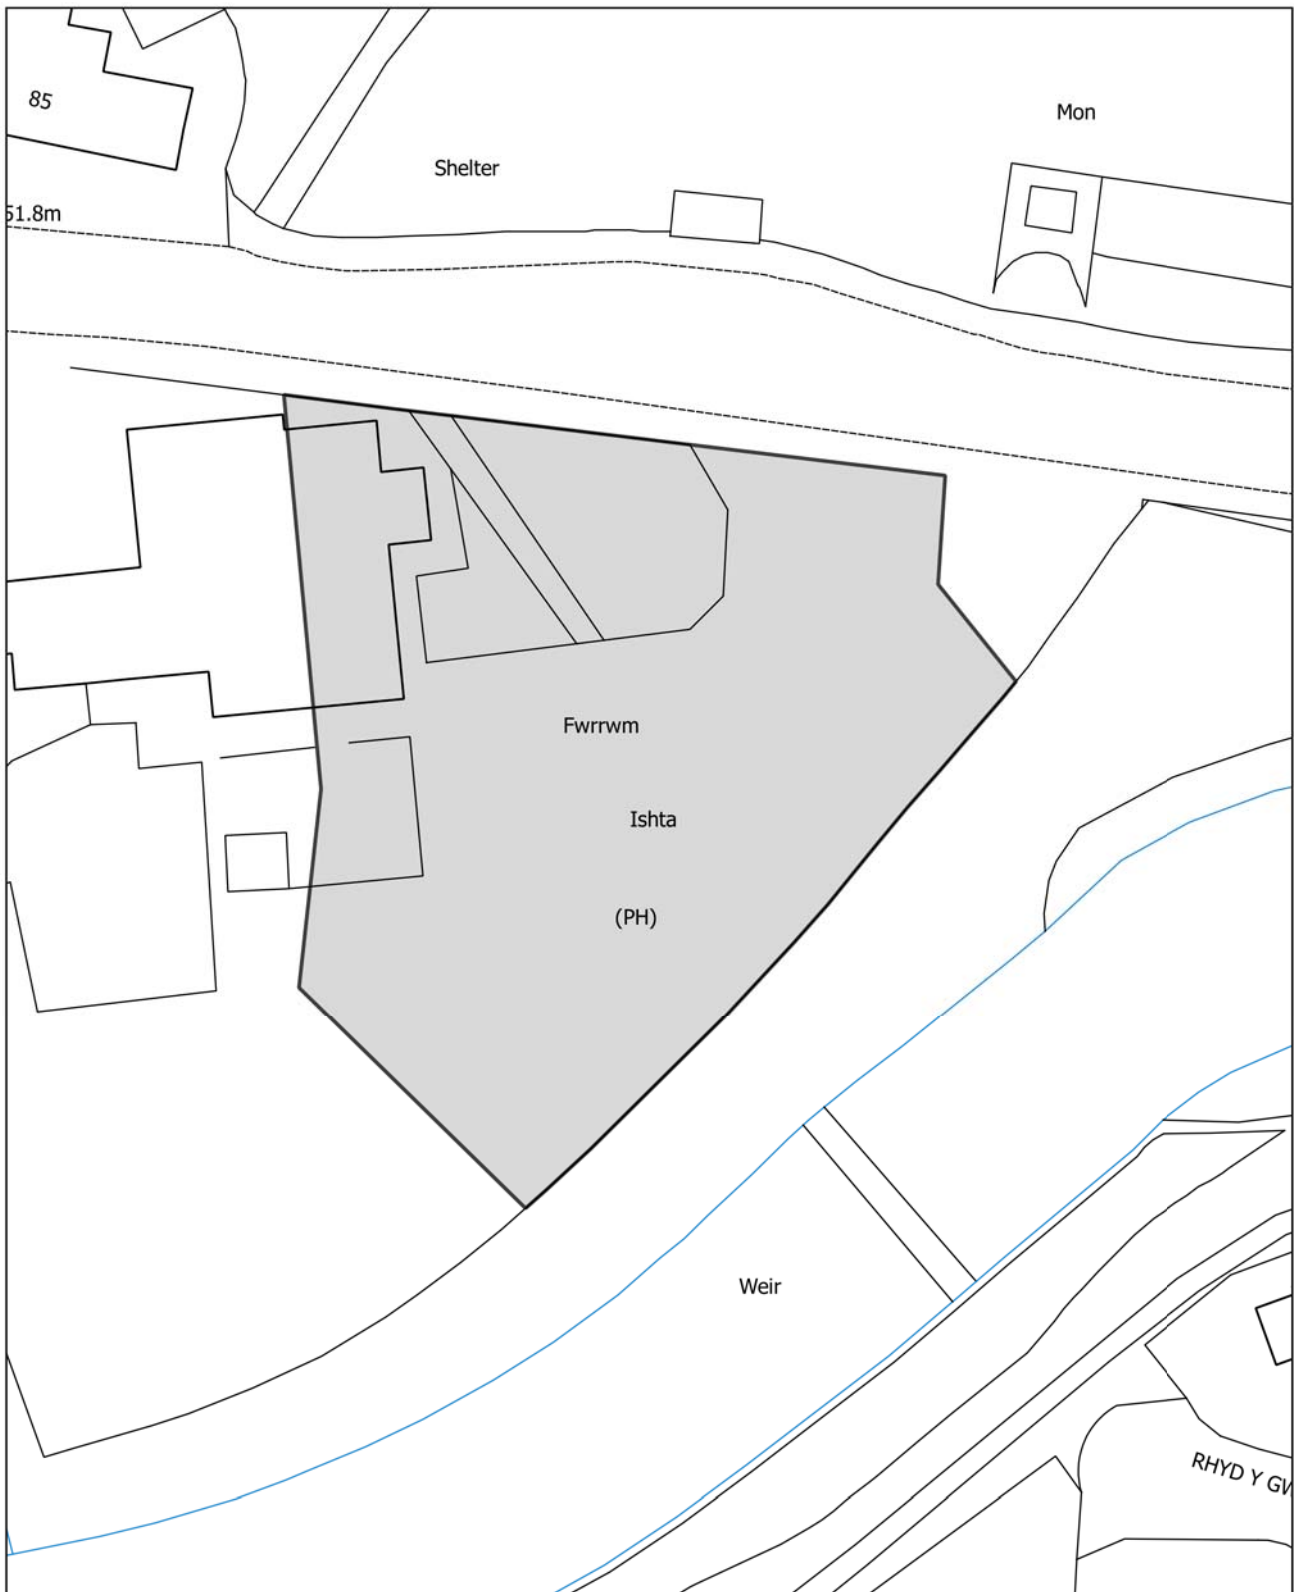 85
Mon
Shelter
51.8m
Fwrrwm
Ishta
(PH)
Weir
RHYD Y GW